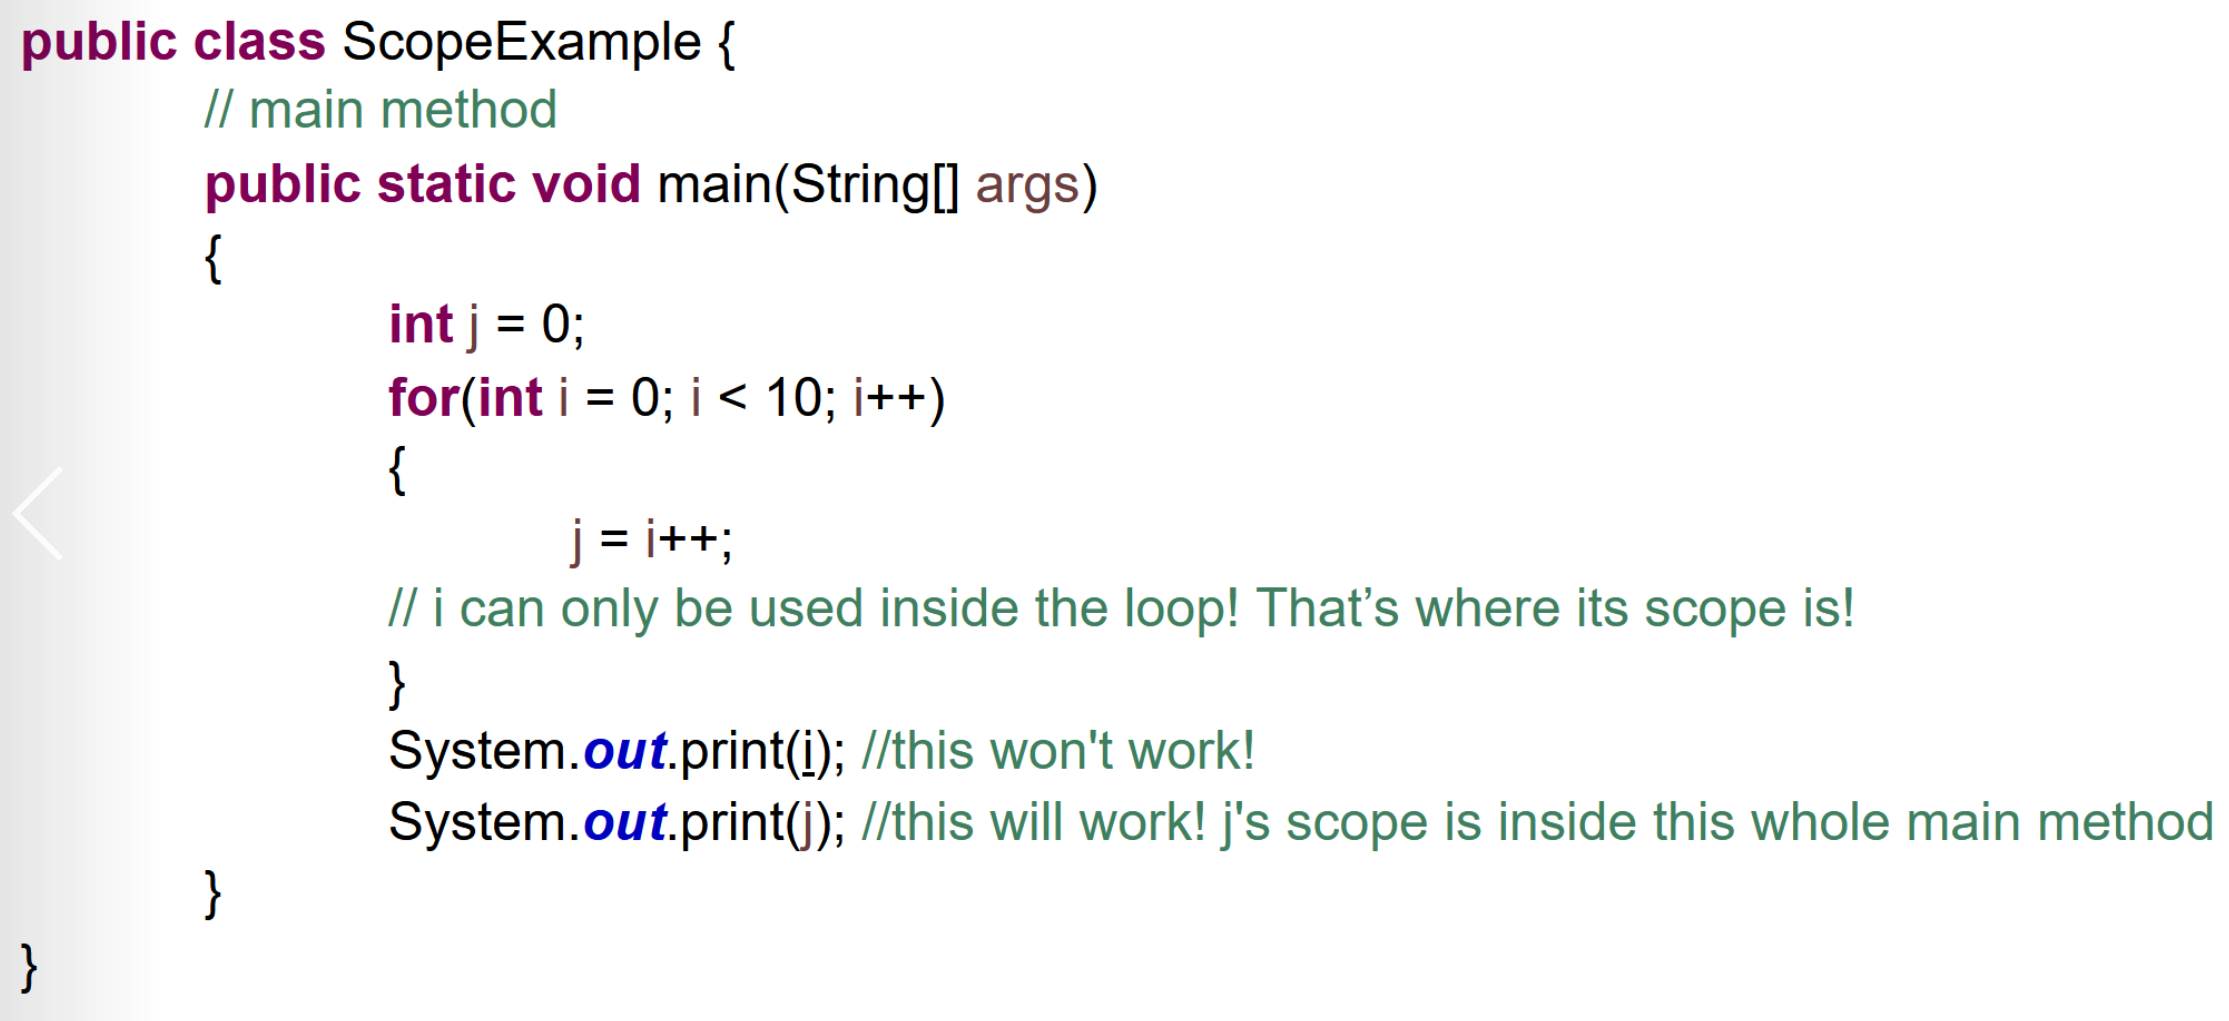 public class ScopeExample {
// main method
public static void main(String[] args)
{
int j = 0;
for(int i = 0; i < 10; i++)
{
j = i++;
// i can only be used inside the loop! That’s where its scope is!
}
System.out.print(i); //this won't work!
System.out.print(j); //this will work! j's scope is inside this whole main method
}
}